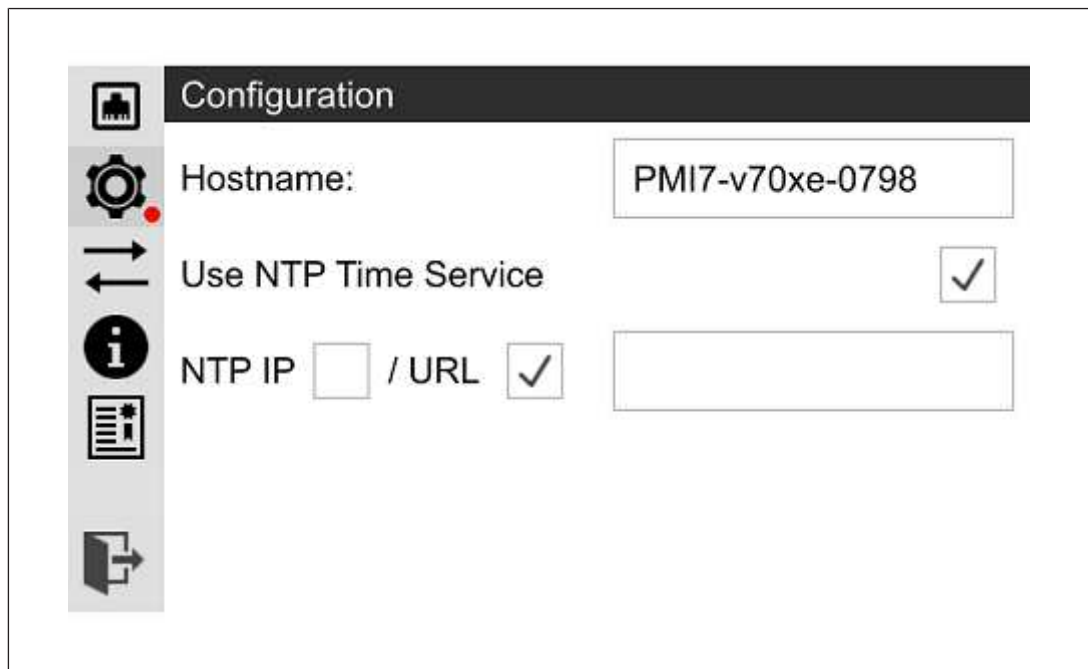 Configuration
Hostname: PMI7-v70xe-0798
Use NTP Time Service
NTP IP / URL